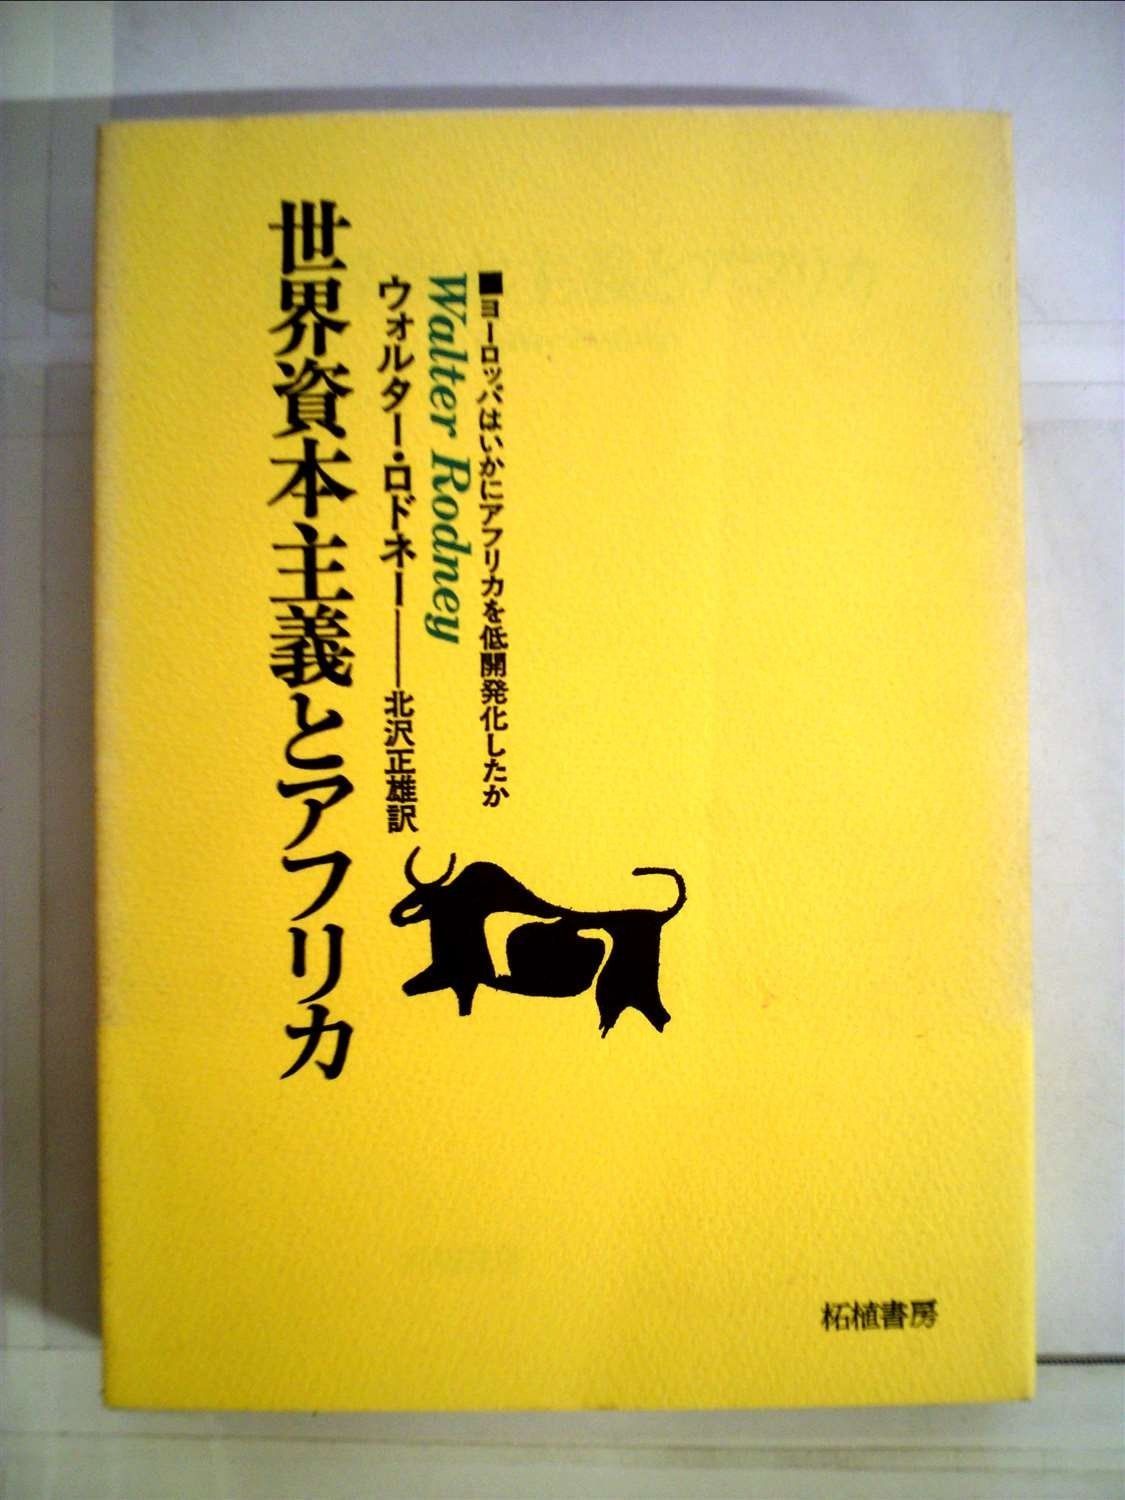 ■ヨーロッパはいかにアフリカを低開発化したか
Walter Rodney
ウォルター・ロドネー——北沢正雄訳
世界資本主義とアフリカ
柘植書房